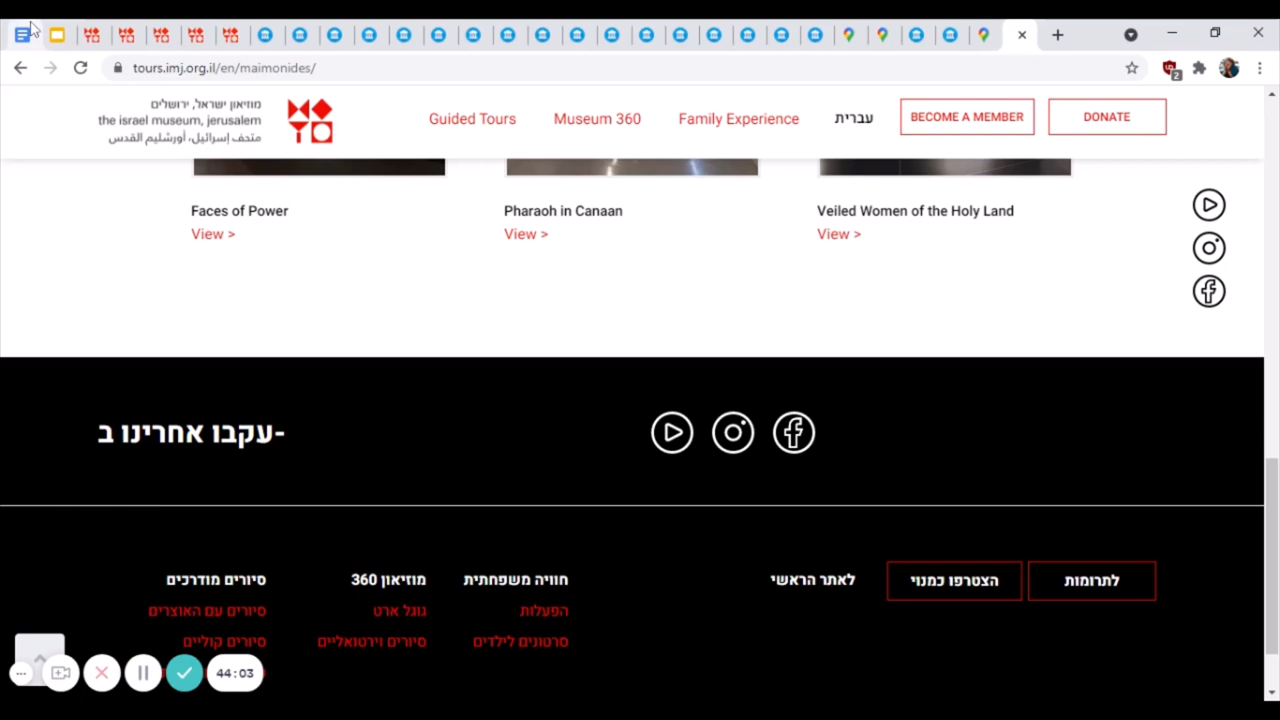 tours.imj.org.il/en/maimonides/
2
מוזיאון ישראל, ירושלים
the israel museum, jerusalem
متحف إسرائيل، أورشليم القدس
Guided Tours
Museum 360
Family Experience
עברית
BECOME A MEMBER
DONATE
Faces of Power
Pharaoh in Canaan
Veiled Women of the Holy Land
View >
View >
View >
עקבו אחרינו ב-
לתרומות
הצטרפו כמנוי
לאתר הראשי
חוויה משפחתית
מוזיאון 360
סיורים מודרכים
הפעלות
גוגל ארט
סיורים עם האוצרים
סרטונים לילדים
סיורים וירטואליים
סיורים קוליים
44:03